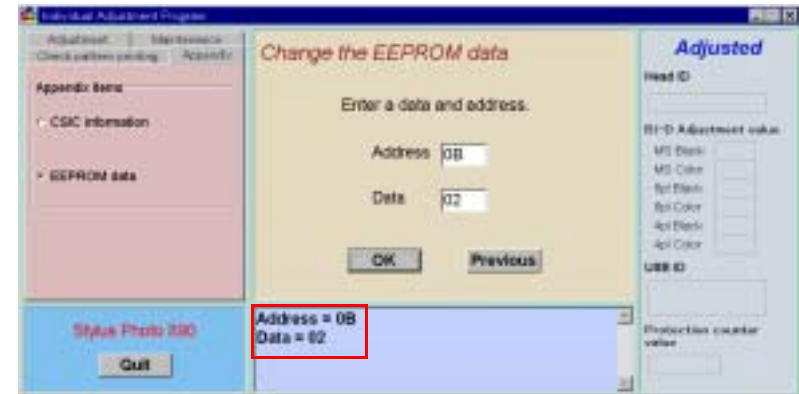 Individual Adjustment Program
Adjustment Maintenance
Check pattern printing Appendix
Appendix items
CSIC information
EEPROM data
Change the EEPROM data
Enter a data and address.
Address 0B
Data 02
OK Previous
Adjusted
Head ID
BI-D Adjustment value
MS Black
MS Color
8pl Black
8pl Color
4pl Black
4pl Color
USB ID
Protection counter
value
Stylus Photo 890
Quit
Address = 0B
Data = 02